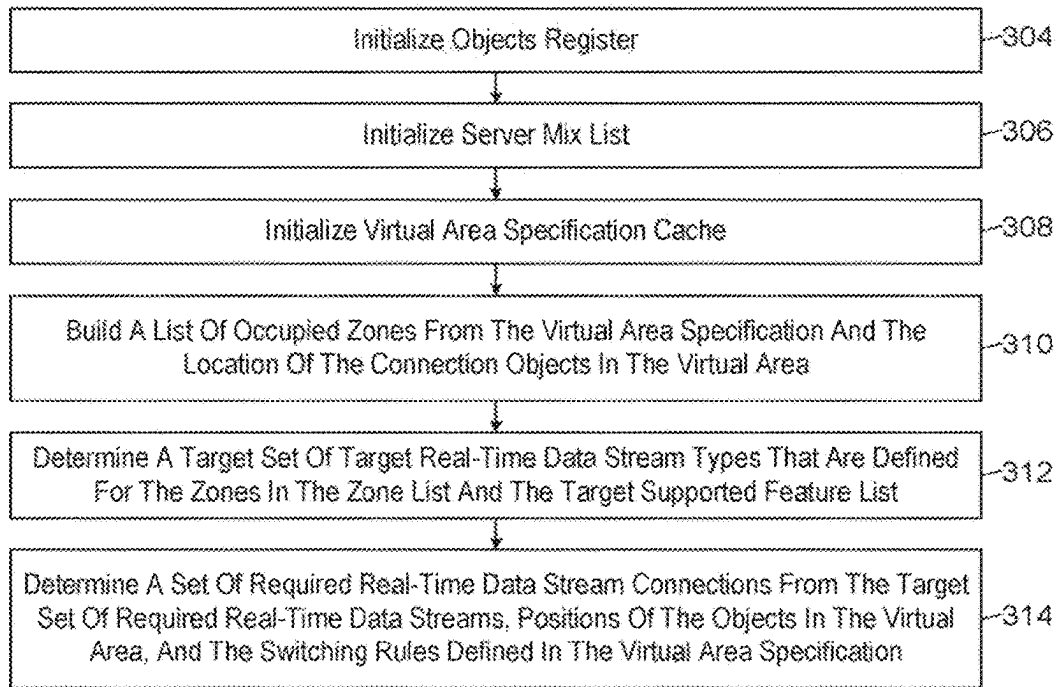 Initialize Objects Register
304
Initialize Server Mix List
306
Initialize Virtual Area Specification Cache
308
Build A List Of Occupied Zones From The Virtual Area Specification And The
Location Of The Connection Objects In The Virtual Area
310
Determine A Target Set Of Target Real-Time Data Stream Types That Are Defined
For The Zones In The Zone List And The Target Supported Feature List
312
Determine A Set Of Required Real-Time Data Stream Connections From The Target
Set Of Required Real-Time Data Streams, Positions Of The Objects In The Virtual
Area, And The Switching Rules Defined In The Virtual Area Specification
314